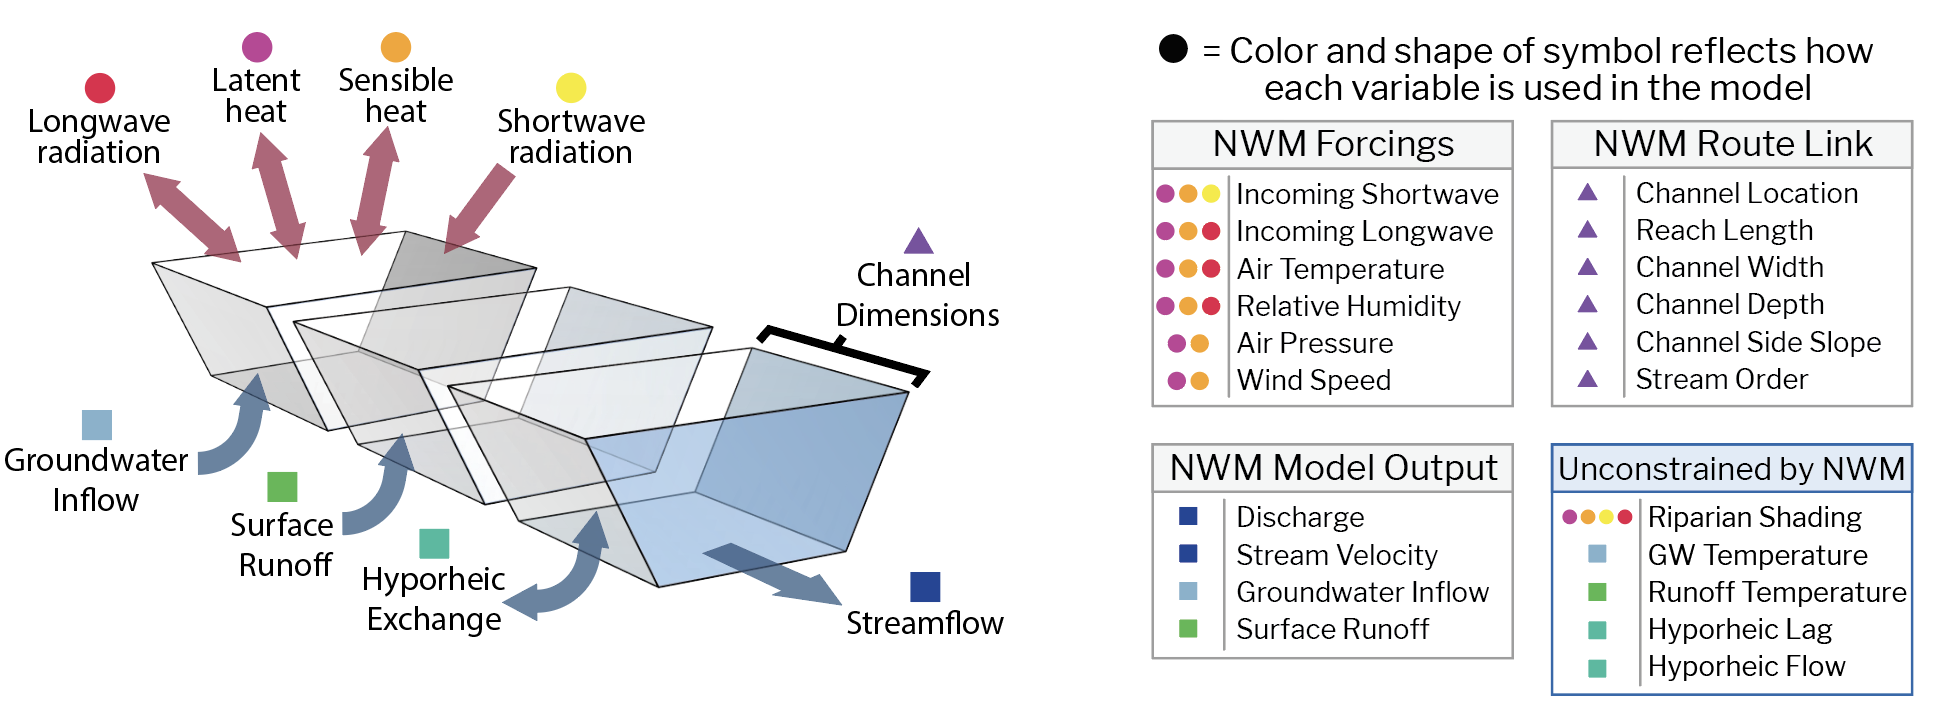 Longwave
radiation
Latent
heat
Sensible
heat
Shortwave
radiation
Channel
Dimensions
Groundwater
Inflow
Surface
Runoff
Hyporheic
Exchange
Streamflow
= Color and shape of symbol reflects how
each variable is used in the model
NWM Forcings
Incoming Shortwave
Incoming Longwave
Air Temperature
Relative Humidity
Air Pressure
Wind Speed
NWM Route Link
Channel Location
Reach Length
Channel Width
Channel Depth
Channel Side Slope
Stream Order
NWM Model Output
Discharge
Stream Velocity
Groundwater Inflow
Surface Runoff
Unconstrained by NWM
Riparian Shading
GW Temperature
Runoff Temperature
Hyporheic Lag
Hyporheic Flow